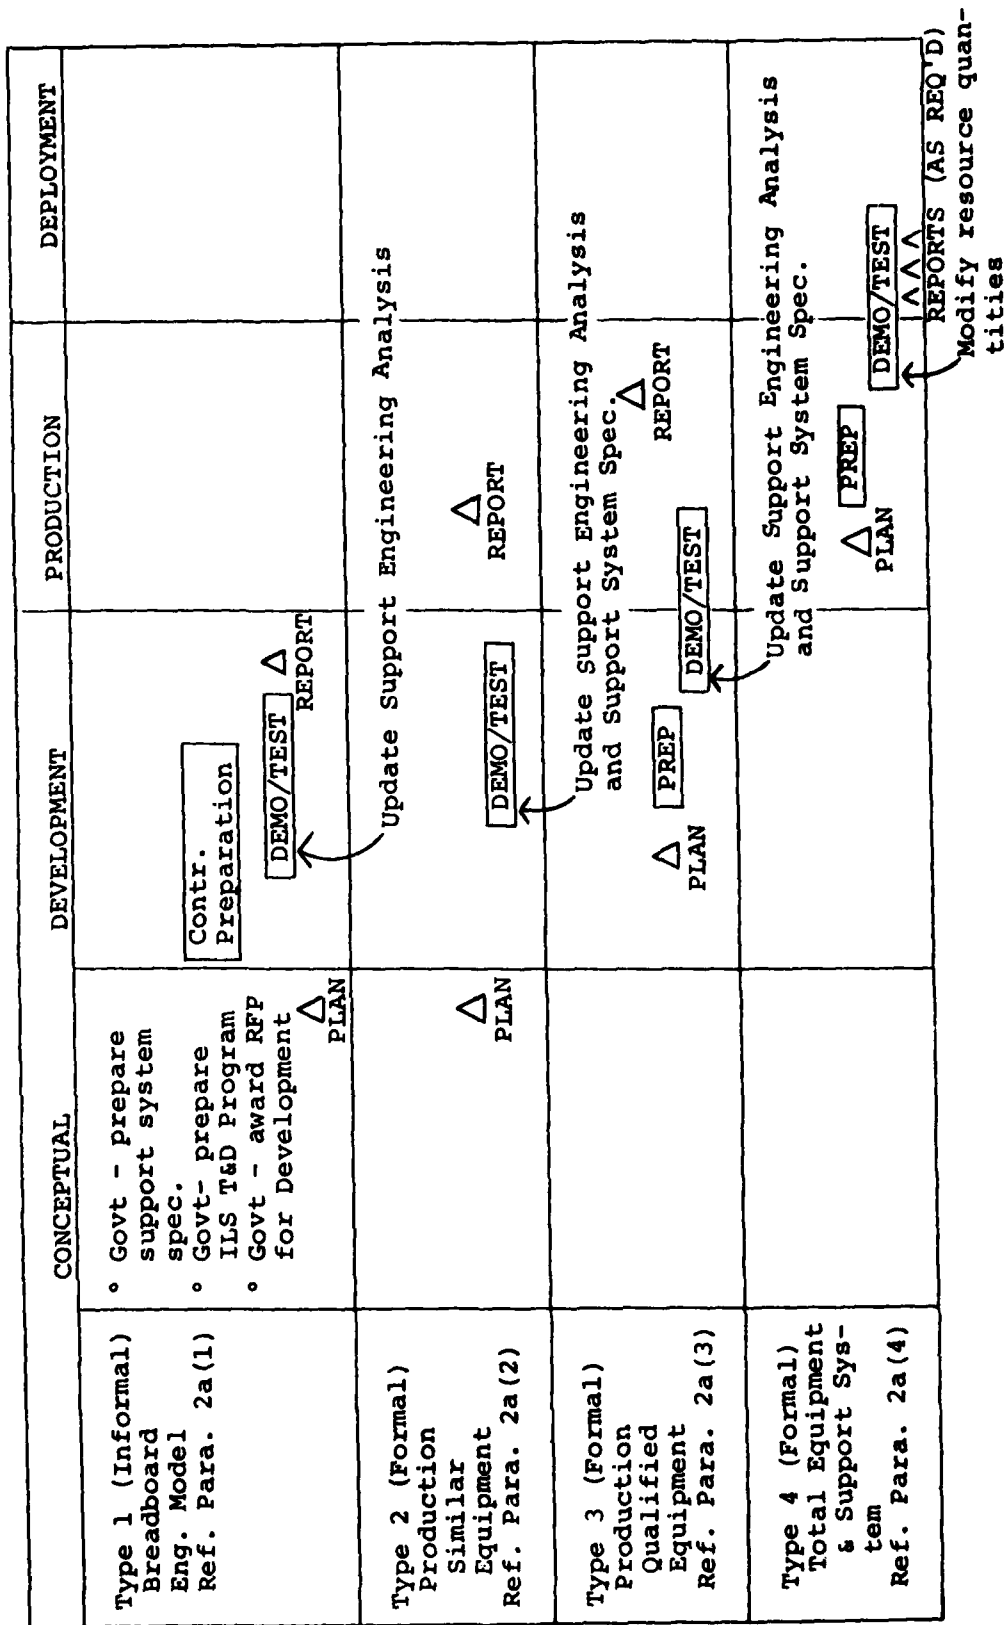 CONCEPTUAL
DEVELOPMENT
PRODUCTION
DEPLOYMENT
Type 1 (Informal)
Breadboard
Eng. Model
Ref. Para. 2a(1)
° Govt - prepare
support system
spec.
° Govt- prepare
ILS T&D Program
° Govt - award RFP
for Development
PLAN
Contr.
Preparation
DEMO/TEST
REPORT
Update Support Engineering Analysis
Type 2 (Formal)
Production
Similar
Equipment
Ref. Para. 2a(2)
PLAN
DEMO/TEST
REPORT
Update Support Engineering Analysis
and Support System Spec.
Type 3 (Formal)
Production
Qualified
Equipment
Ref. Para. 2a(3)
PLAN
PREP
DEMO/TEST
REPORT
Update Support Engineering Analysis
and Support System Spec.
Type 4 (Formal)
Total Equipment
& Support Sys-
tem
Ref. Para. 2a(4)
PLAN
PREP
DEMO/TEST
REPORTS (AS REQ'D)
Modify resource quan-
tities